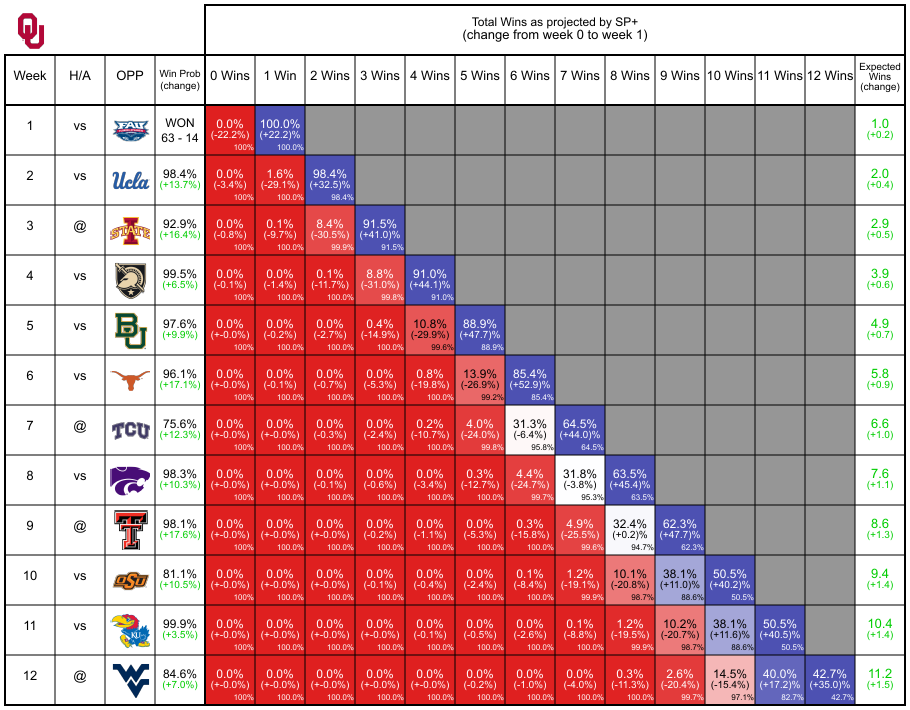 OU
Total Wins as projected by SP+
(change from week 0 to week 1)
Week H/A OPP Win Prob (change) 0 Wins 1 Win 2 Wins 3 Wins 4 Wins 5 Wins 6 Wins 7 Wins 8 Wins 9 Wins 10 Wins 11 Wins 12 Wins Expected Wins (change)
1 vs FAU WON 0.0% 100.0% 1.0
63 - 14 (-22.2%) (+22.2)% (+0.2)
100% 100.0%
2 vs Ucla 98.4% 0.0% 1.6% 98.4% 2.0
(+13.7%) (-3.4%) (-29.1%) (+32.5)% (+0.4)
100% 100.0% 98.4%
3 @ STATE 92.9% 0.0% 0.1% 8.4% 91.5% 2.9
(+16.4%) (-0.8%) (-9.7%) (-30.5%) (+41.0)% (+0.5)
100% 100.0% 99.9% 91.5%
4 vs 99.5% 0.0% 0.0% 0.1% 8.8% 91.0% 3.9
(+6.5%) (-0.1%) (-1.4%) (-11.7%) (-31.0%) (+44.1%) (+0.6)
100% 100.0% 100.0% 99.8% 91.0%
5 vs BU 97.6% 0.0% 0.0% 0.0% 0.4% 10.8% 88.9% 4.9
(+9.9%) (+-0.0%) (-0.2%) (-2.7%) (-14.9%) (-29.9%) (+47.7)% (+0.7)
100% 100.0% 100.0% 100.0% 99.6% 88.9%
6 vs 96.1% 0.0% 0.0% 0.0% 0.0% 0.8% 13.9% 85.4% 5.8
(+17.1%) (+-0.0%) (-0.1%) (-0.7%) (-5.3%) (-19.8%) (-26.9%) (+52.9)% (+0.9)
100% 100.0% 100.0% 100.0% 100.0% 99.2% 85.4%
7 @ TCU 75.6% 0.0% 0.0% 0.0% 0.0% 0.2% 4.0% 31.3% 64.5% 6.6
(+12.3%) (+-0.0%) (+-0.0%) (-0.3%) (-2.4%) (-10.7%) (-24.0%) (-6.4%) (+44.0)% (+1.0)
100% 100.0% 100.0% 100.0% 100.0% 99.8% 95.8% 64.5%
8 vs 98.3% 0.0% 0.0% 0.0% 0.0% 0.0% 0.3% 4.4% 31.8% 63.5% 7.6
(+10.3%) (+-0.0%) (+-0.0%) (-0.1%) (-0.6%) (-3.4%) (-12.7%) (-24.7%) (-3.8%) (+45.4)% (+1.1)
100% 100.0% 100.0% 100.0% 100.0% 100.0% 99.7% 95.3% 63.5%
9 @ T 98.1% 0.0% 0.0% 0.0% 0.0% 0.0% 0.0% 0.3% 4.9% 32.4% 62.3% 8.6
(+17.6%) (+-0.0%) (+-0.0%) (+-0.0%) (-0.2%) (-1.1%) (-5.3%) (-15.8%) (-25.5%) (+0.2)% (+47.7)% (+1.3)
100% 100.0% 100.0% 100.0% 100.0% 100.0% 100.0% 99.6% 94.7% 62.3%
10 vs OSU 81.1% 0.0% 0.0% 0.0% 0.0% 0.0% 0.0% 0.1% 1.2% 10.1% 38.1% 50.5% 9.4
(+10.5%) (+-0.0%) (+-0.0%) (+-0.0%) (-0.1%) (-0.4%) (-2.4%) (-8.4%) (-19.1%) (-20.8%) (+11.0)% (+40.2)% (+1.4)
100% 100.0% 100.0% 100.0% 100.0% 100.0% 100.0% 99.9% 98.7% 88.6% 50.5%
11 vs KU 99.9% 0.0% 0.0% 0.0% 0.0% 0.0% 0.0% 0.0% 0.1% 1.2% 10.2% 38.1% 50.5% 10.4
(+3.5%) (+-0.0%) (+-0.0%) (+-0.0%) (+-0.0%) (-0.1%) (-0.5%) (-2.6%) (-8.8%) (-19.5%) (-20.7%) (+11.6)% (+40.5)% (+1.4)
100% 100.0% 100.0% 100.0% 100.0% 100.0% 100.0% 100.0% 99.9% 98.7% 88.6% 50.5%
12 @ WV 84.6% 0.0% 0.0% 0.0% 0.0% 0.0% 0.0% 0.0% 0.0% 0.3% 2.6% 14.5% 40.0% 42.7% 11.2
(+7.0%) (+-0.0%) (+-0.0%) (+-0.0%) (+-0.0%) (+-0.0%) (-0.2%) (-1.0%) (-4.0%) (-11.3%) (-20.4%) (-15.4%) (+17.2)% (+35.0)% (+1.5)
100% 100.0% 100.0% 100.0% 100.0% 100.0% 100.0% 100.0% 100.0% 99.7% 97.1% 82.7% 42.7%